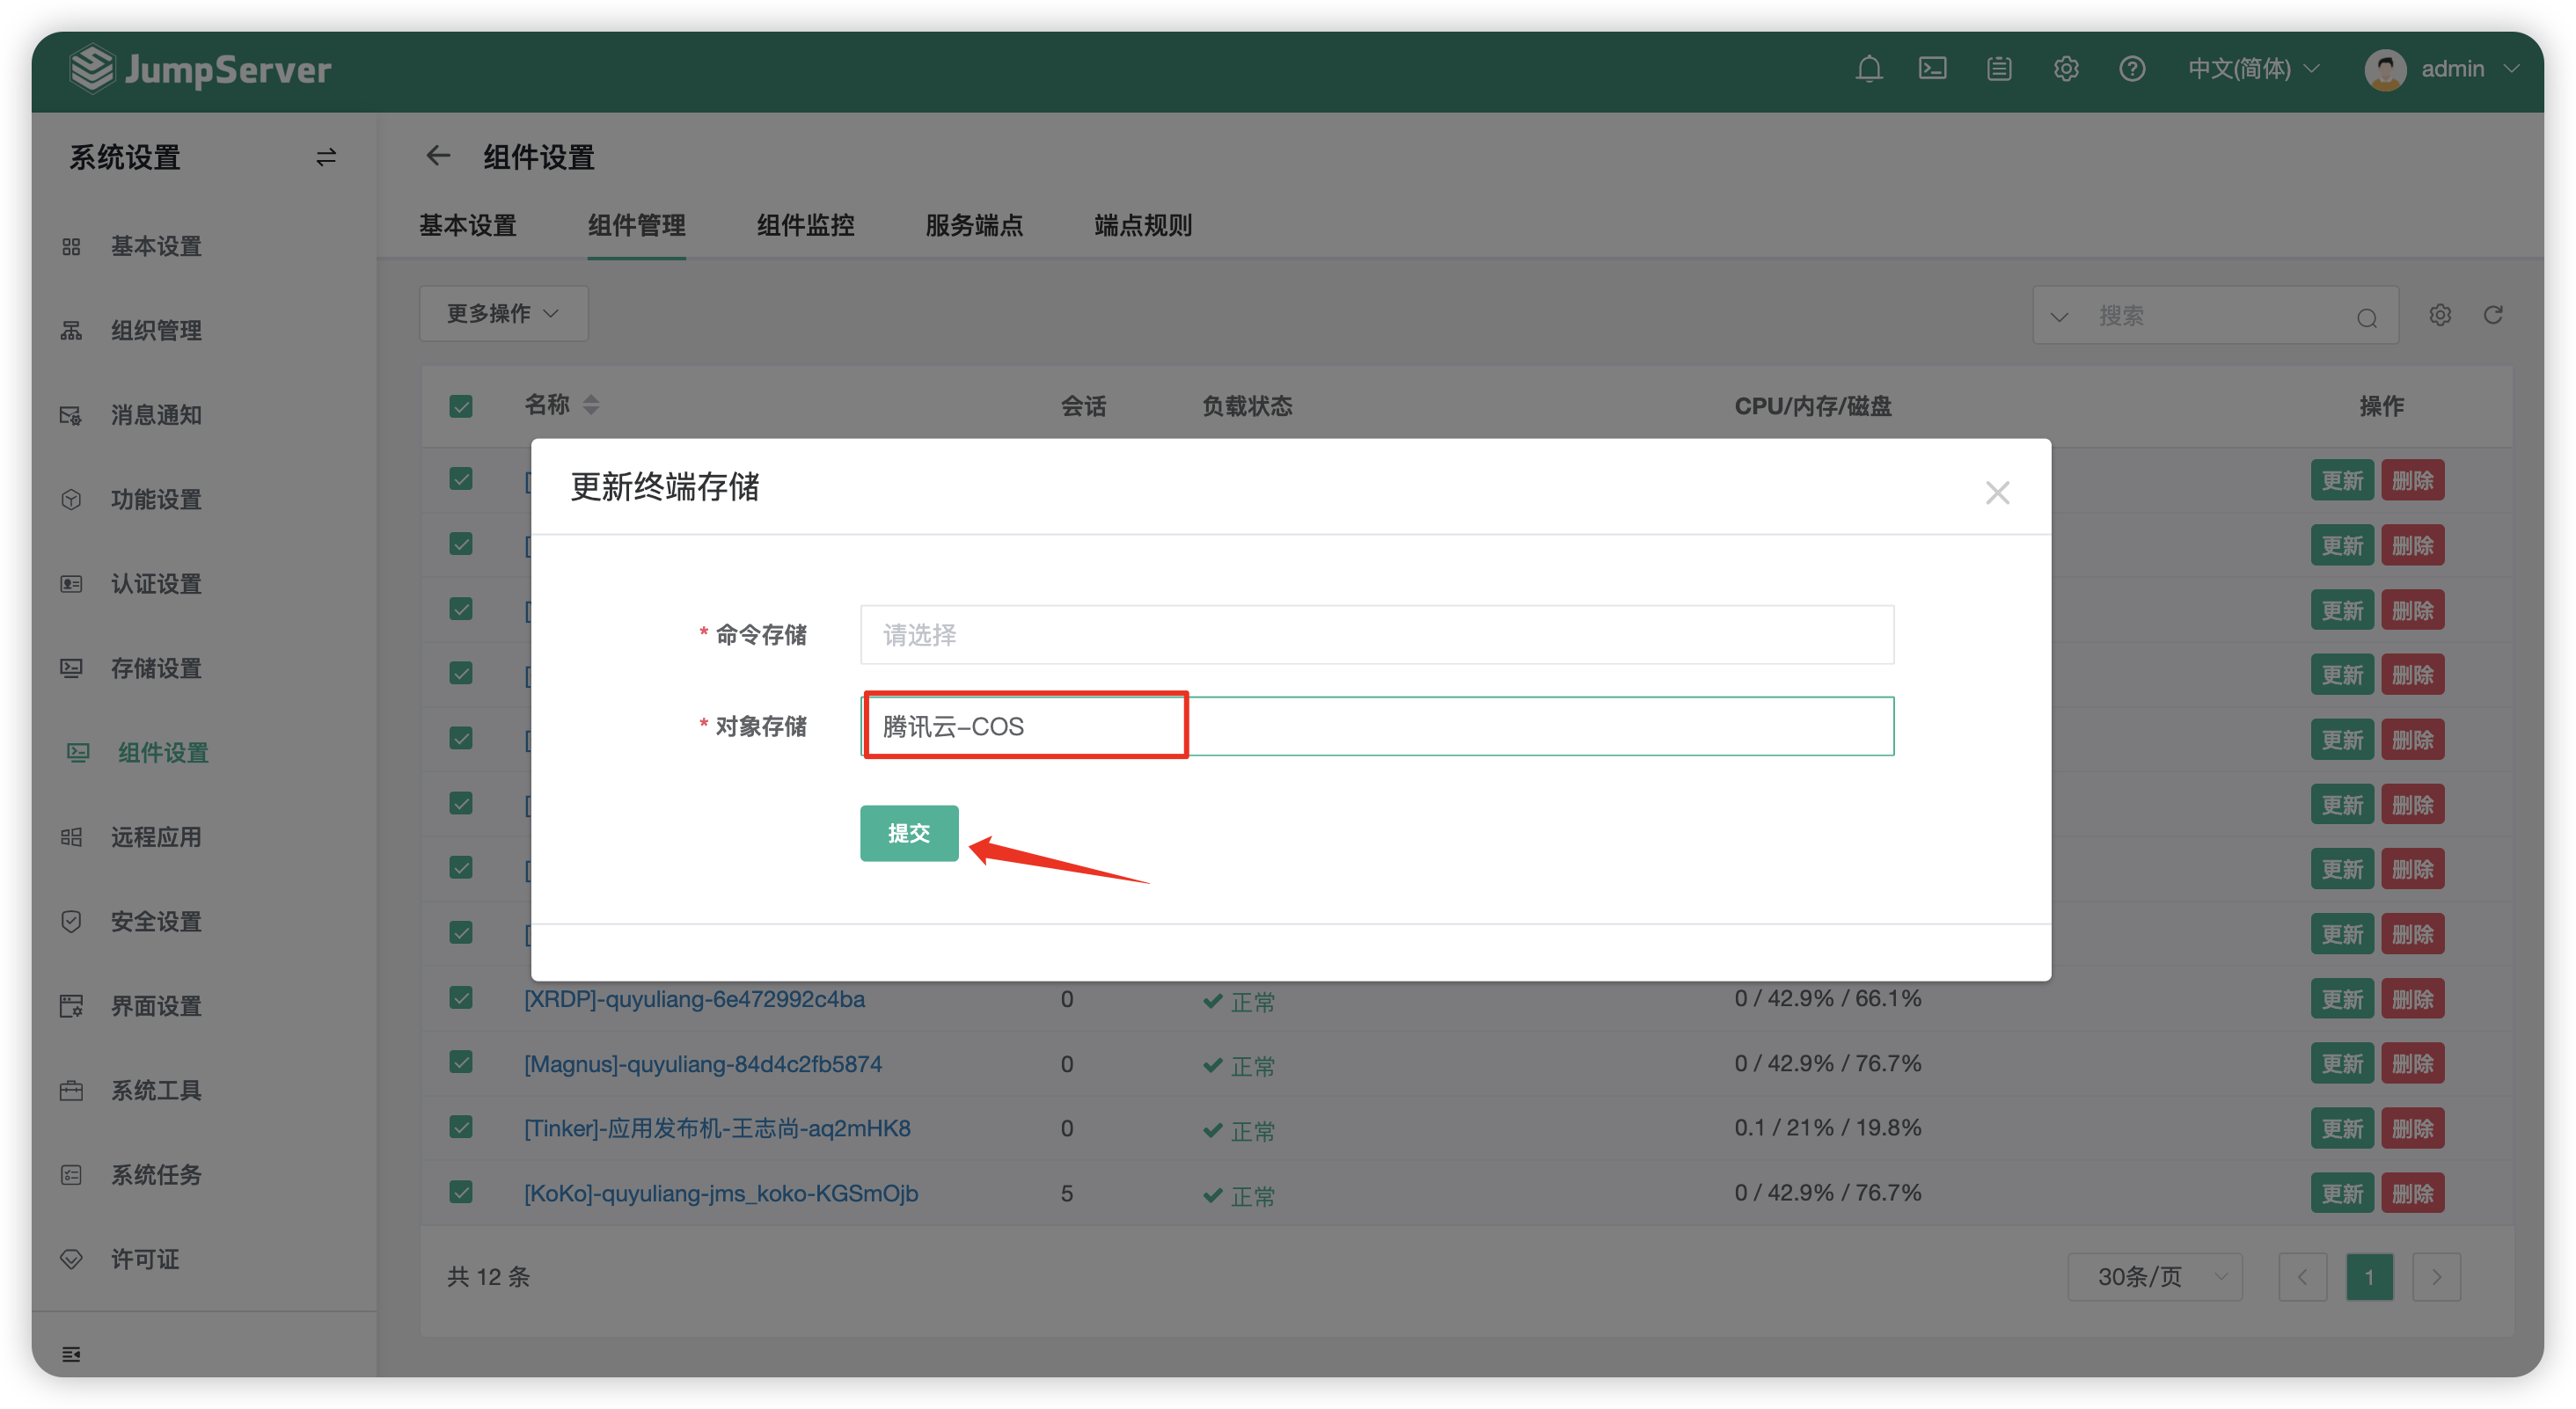 JumpServer
中文(简体)
admin
系统设置
基本设置
组织管理
消息通知
功能设置
认证设置
存储设置
组件设置
远程应用
安全设置
界面设置
系统工具
系统任务
许可证
组件设置
基本设置 组件管理 组件监控 服务端点 端点规则
更多操作
搜索
名称 会话 负载状态 CPU/内存/磁盘 操作
更新 删除
更新 删除
更新 删除
更新 删除
更新 删除
更新 删除
更新 删除
更新 删除
更新终端存储
* 命令存储 请选择
* 对象存储 腾讯云-COS
提交
[XRDP]-quyuliang-6e472992c4ba 0 正常 0 / 42.9% / 66.1% 更新 删除
[Magnus]-quyuliang-84d4c2fb5874 0 正常 0 / 42.9% / 76.7% 更新 删除
[Tinker]-应用发布机-王志尚-aq2mHK8 0 正常 0.1 / 21% / 19.8% 更新 删除
[KoKo]-quyuliang-jms_koko-KGSmOjb 5 正常 0 / 42.9% / 76.7% 更新 删除
共 12 条
30条/页
1